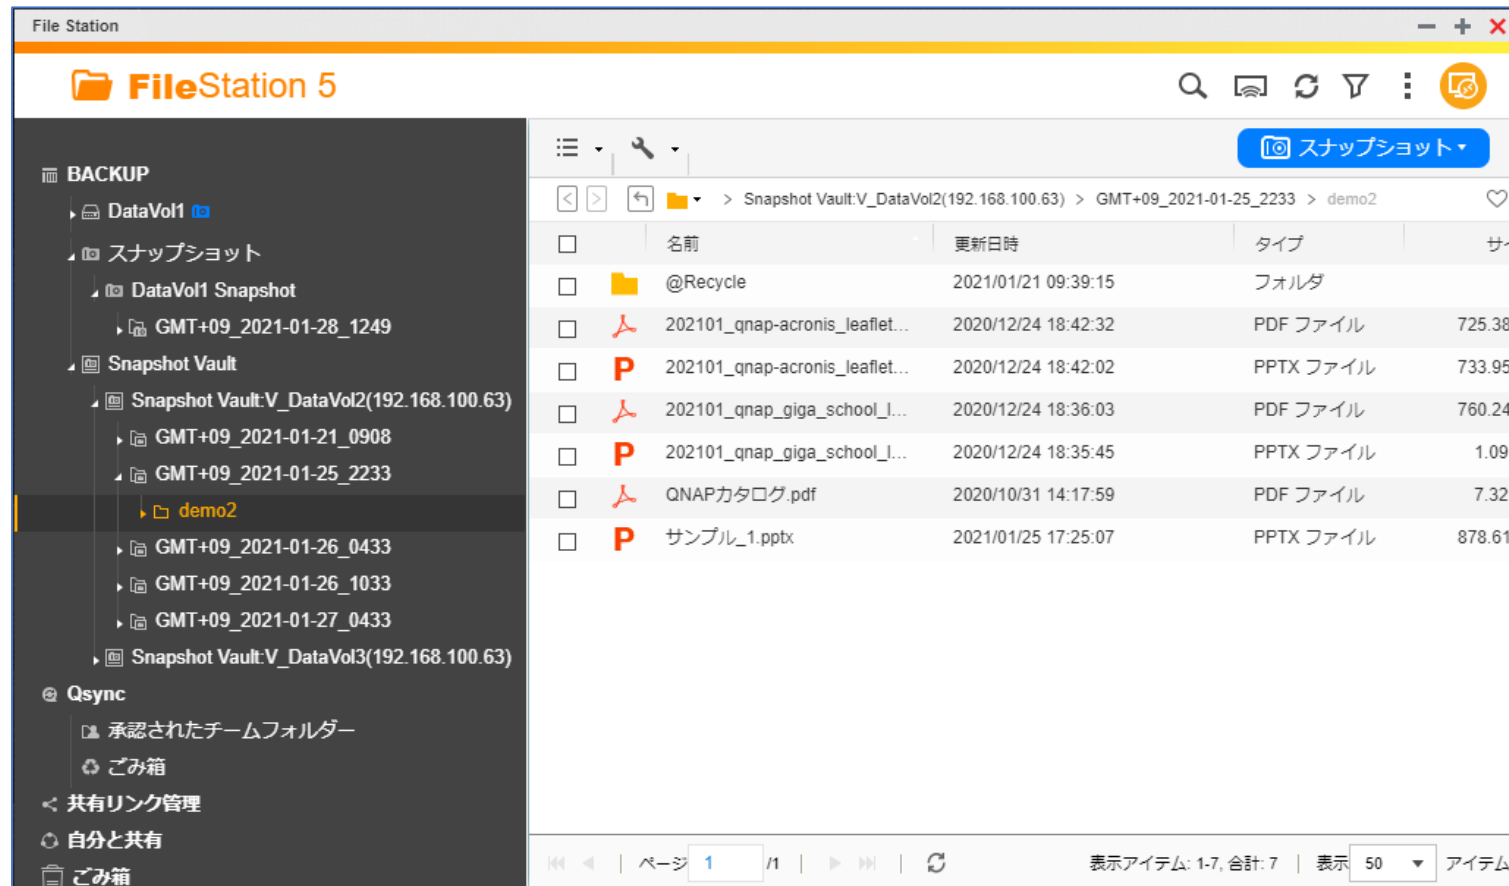 File Station
FileStation 5
BACKUP
DataVol1
スナップショット
DataVol1 Snapshot
GMT+09_2021-01-28_1249
Snapshot Vault
Snapshot Vault:V_DataVol2(192.168.100.63)
GMT+09_2021-01-21_0908
GMT+09_2021-01-25_2233
demo2
GMT+09_2021-01-26_0433
GMT+09_2021-01-26_1033
GMT+09_2021-01-27_0433
Snapshot Vault:V_DataVol3(192.168.100.63)
Qsync
承認されたチームフォルダー
ごみ箱
共有リンク管理
自分と共有
ごみ箱
スナップショット
> Snapshot Vault:V_DataVol2(192.168.100.63) > GMT+09_2021-01-25_2233 > demo2
名前 更新日時 タイプ サ
@Recycle 2021/01/21 09:39:15 フォルダ
202101_qnap-acronis_leaflet... 2020/12/24 18:42:32 PDF ファイル 725.38
202101_qnap-acronis_leaflet... 2020/12/24 18:42:02 PPTX ファイル 733.95
202101_qnap_giga_school_l... 2020/12/24 18:36:03 PDF ファイル 760.24
202101_qnap_giga_school_l... 2020/12/24 18:35:45 PPTX ファイル 1.09
QNAPカタログ.pdf 2020/10/31 14:17:59 PDF ファイル 7.32
サンプル_1.pptx 2021/01/25 17:25:07 PPTX ファイル 878.61
ページ 1 /1 表示アイテム: 1-7, 合計: 7 | 表示 50 アイテム